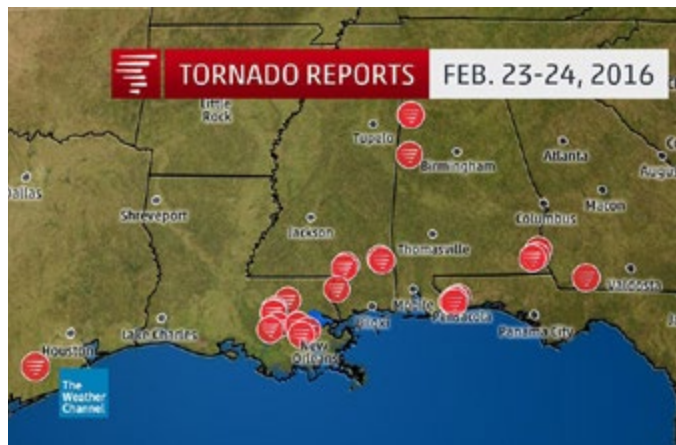 TORNADO REPORTS
FEB. 23-24, 2016
Little
Rock
Tupelo
Birmingham
Atlanta
Dallas
Shreveport
Jackson
Columbus
Macon
Thomasville
Valdosta
Mobile
Biloxi
Pensacola
Panama City
Houston
Lake Charles
New
Orleans
The
Weather
Channel